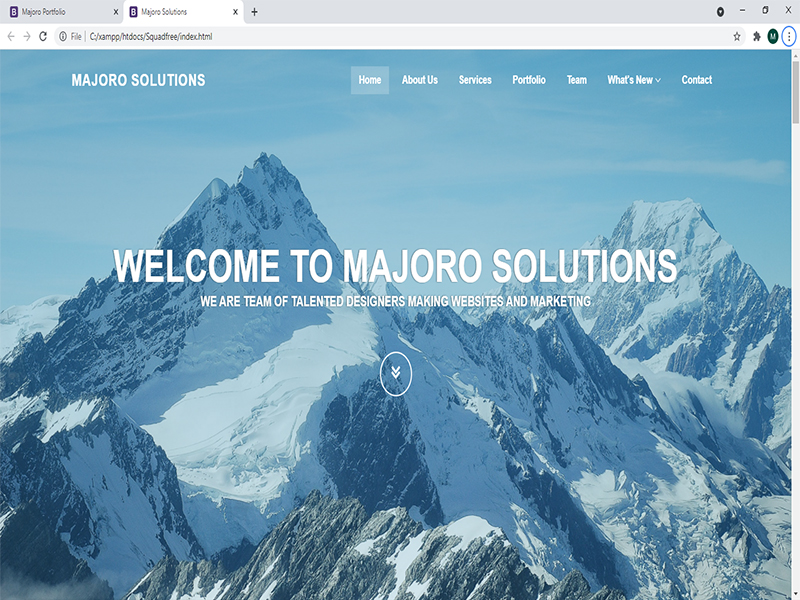 Majoro Portfolio
Majoro Solutions
File | C:/xampp/htdocs/Squadfree/index.html
M
MAJORO SOLUTIONS
Home About Us Services Portfolio Team What's New Contact
WELCOME TO MAJORO SOLUTIONS
WE ARE TEAM OF TALENTED DESIGNERS MAKING WEBSITES AND MARKETING